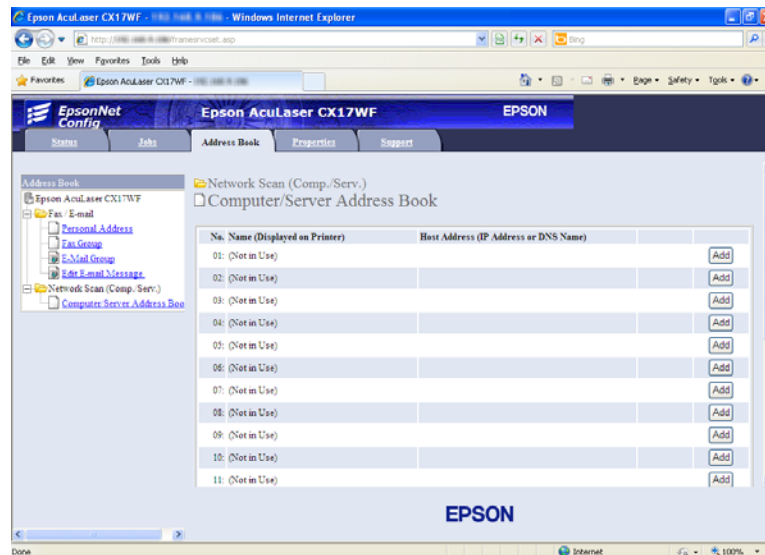 Epson AcuLaser CX17WF - - Windows Internet Explorer
http:// /framesrvcset.asp Bing
File Edit View Favorites Tools Help
Favorites Epson AcuLaser CX17WF - Page Safety Tools
EpsonNet Config Epson AcuLaser CX17WF EPSON
Status Jobs Address Book Properties Support
Address Book
Epson AcuLaser CX17WF
Fax / E-mail
Personal Address
Fax Group
E-Mail Group
Edit E-mail Message
Network Scan (Comp. Serv.)
Computer/Server Address Boo
Network Scan (Comp./Serv.)
Computer/Server Address Book
No. Name (Displayed on Printer) Host Address (IP Address or DNS Name)
01: (Not in Use) Add
02: (Not in Use) Add
03: (Not in Use) Add
04: (Not in Use) Add
05: (Not in Use) Add
06: (Not in Use) Add
07: (Not in Use) Add
08: (Not in Use) Add
09: (Not in Use) Add
10: (Not in Use) Add
11: (Not in Use) Add
EPSON
Done Internet 100%